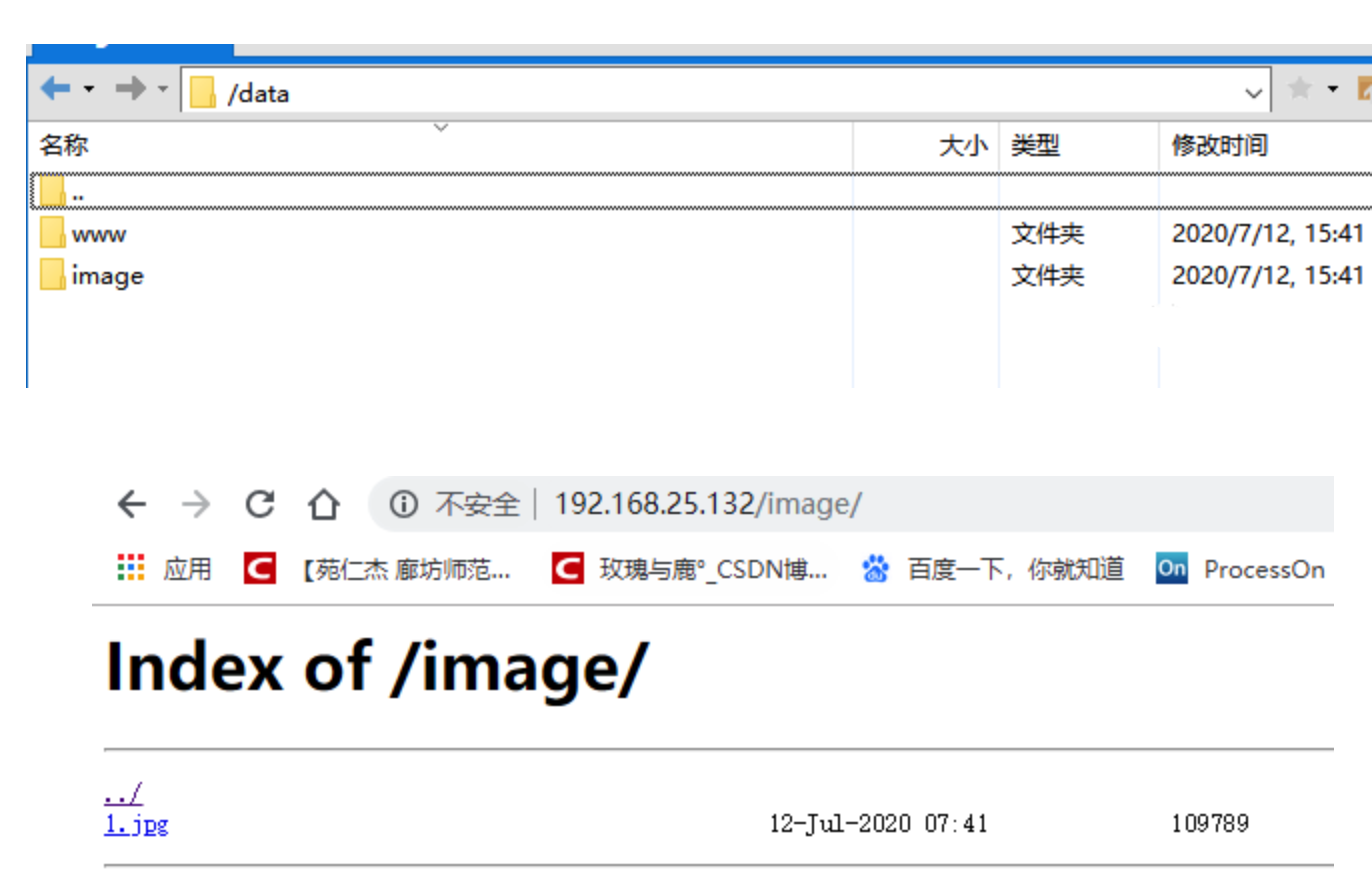 /data
名称 大小 类型 修改时间
..
www 文件夹 2020/7/12, 15:41
image 文件夹 2020/7/12, 15:41
不安全 | 192.168.25.132/image/
应用 【苑仁杰 廊坊师范... 玫瑰与鹿°_CSDN博... 百度一下，你就知道 On ProcessOn
Index of /image/
../
1.jpg 12-Jul-2020 07:41 109789